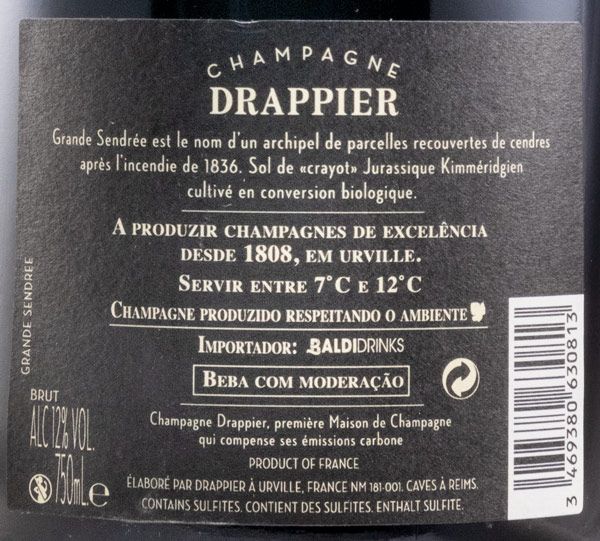 CHAMPAGNE
DRAPPIER
Grande Sendrée est le nom d'un archipel de parcelles recouvertes de cendres
après l'incendie de 1836. Sol de «crayot» Jurassique Kimméridgien
cultivé en conversion biologique.
A PRODUZIR CHAMPAGNES DE EXCELÊNCIA
DESDE 1808, EM URVILLE.
SERVIR ENTRE 7°C E 12°C
CHAMPAGNE PRODUZIDO RESPEITANDO O AMBIENTE
IMPORTADOR: BALDIDRINKS
BEBA COM MODERAÇÃO
Champagne Drappier, première Maison de Champagne
qui compense ses émissions carbone
PRODUCT OF FRANCE
ÉLABORÉ PAR DRAPPIER À URVILLE, FRANCE NM 181-001. CAVES À REIMS.
CONTAINS SULFITES. CONTIENT DES SULFITES. ENTHÄLT SULFITE.
GRANDE SENDRÉE
BRUT
ALC 12% VOL.
750mL e
3 469380 630813